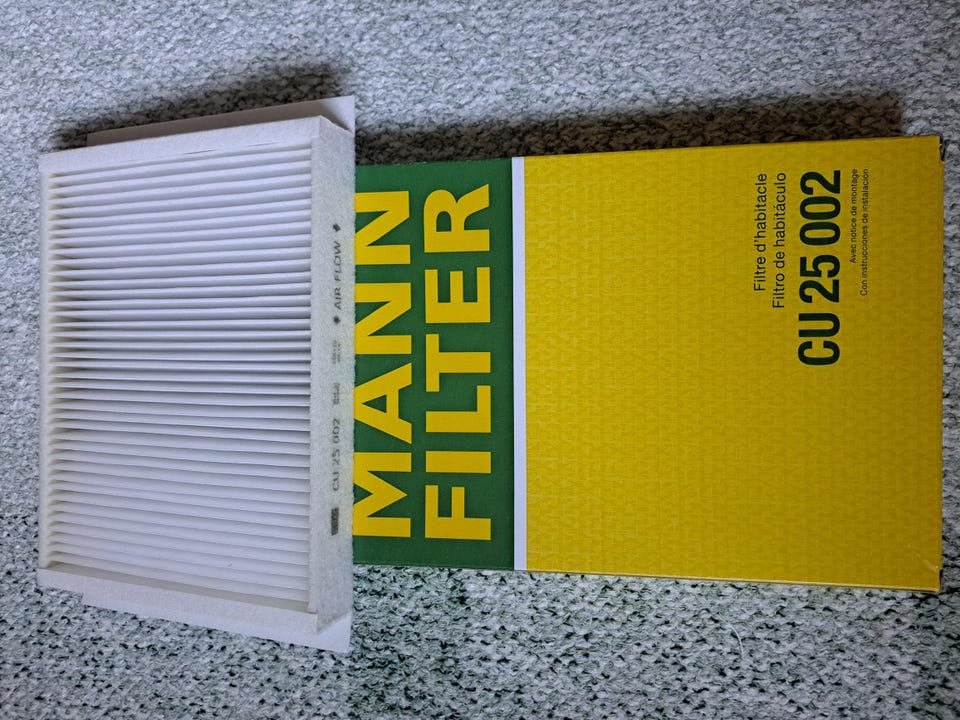 MANN
FILTER
Filtre d'habitacle
Filtro de habitáculo
CU 25 002
Avec notice de montage
Con instrucciones de instalación
CU 25 002
AIR FLOW